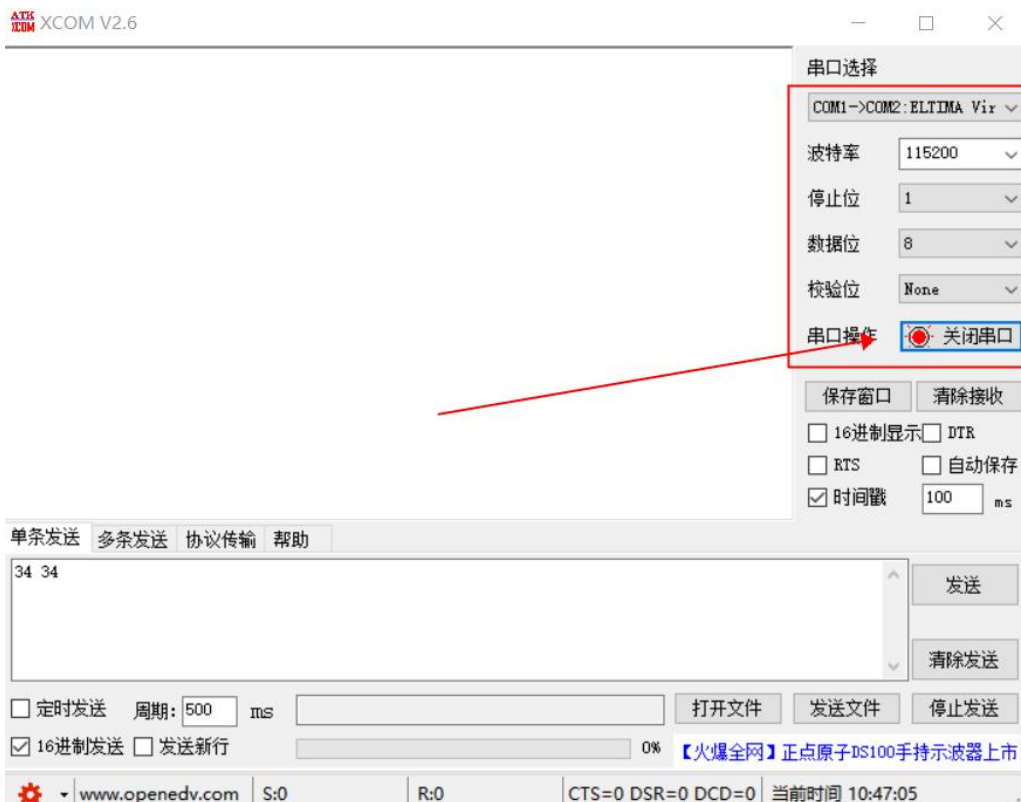 ATK XCOM XCOM V2.6
串口选择
COM1->COM2:ELTIMA Vir
波特率 115200
停止位 1
数据位 8
校验位 None
串口操作 关闭串口
保存窗口 清除接收
16进制显示 DTR
RTS 自动保存
时间戳 100 ms
单条发送 多条发送 协议传输 帮助
34 34
发送
清除发送
定时发送 周期: 500 ms 打开文件 发送文件 停止发送
16进制发送 发送新行 0% 【火爆全网】正点原子DS100手持示波器上市
www.openedv.com S:0 R:0 CTS=0 DSR=0 DCD=0 当前时间 10:47:05